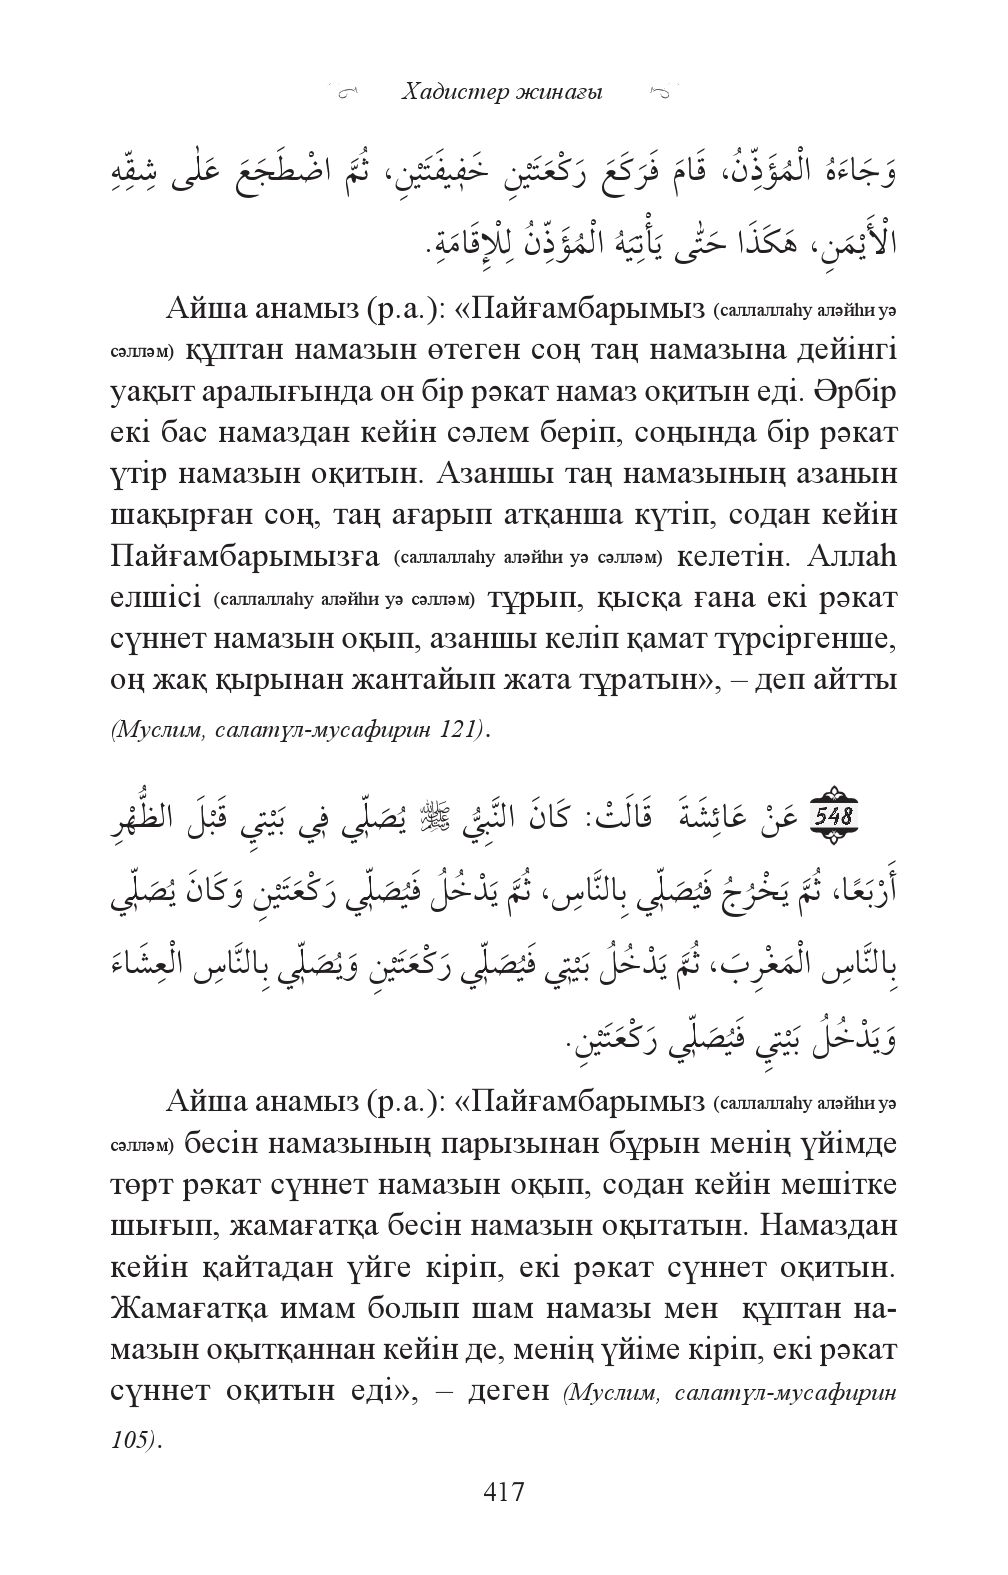 Хадистер жинағы
وَجَاءَهُ الْمُؤَذِّنُ، قَامَ فَرَكَعَ رَكْعَتَيْنِ خَفِيفَتَيْنِ، ثُمَّ اضْطَجَعَ عَلٰى شِقِّهِ
الْأَيْمَنِ، هَكَذَا حَتّٰى يَأْتِيَهُ الْمُؤَذِّنُ لِلْإِقَامَةِ.
Айша анамыз (р.а.): «Пайғамбарымыз (саллаллаһу аләйһи уә
сәлләм) құптан намазын өтеген соң таң намазына дейінгі
уақыт аралығында он бір рәкат намаз оқитын еді. Әрбір
екі бас намаздан кейін сәлем беріп, соңында бір рәкат
үтір намазын оқитын. Азаншы таң намазының азанын
шақырған соң, таң ағарып атқанша күтіп, содан кейін
Пайғамбарымызға (саллаллаһу аләйһи уә сәлләм) келетін. Аллаһ
елшісі (саллаллаһу аләйһи уә сәлләм) тұрып, қысқа ғана екі рәкат
сүннет намазын оқып, азаншы келіп қамат түрсіргенше,
оң жақ қырынан жантайып жата тұратын», – деп айтты
(Муслим, салатүл-мусафирин 121).
548 عَنْ عَائِشَةَ قَالَتْ: كَانَ النَّبِيُّ ﷺ يُصَلِّي فِي بَيْتِي قَبْلَ الظُّهْرِ
أَرْبَعًا، ثُمَّ يَخْرُجُ فَيُصَلِّي بِالنَّاسِ، ثُمَّ يَدْخُلُ فَيُصَلِّي رَكْعَتَيْنِ وَكَانَ يُصَلِّي
بِالنَّاسِ الْمَغْرِبَ، ثُمَّ يَدْخُلُ بَيْتِي فَيُصَلِّي رَكْعَتَيْنِ وَيُصَلِّي بِالنَّاسِ الْعِشَاءَ
وَيَدْخُلُ بَيْتِي فَيُصَلِّي رَكْعَتَيْنِ.
Айша анамыз (р.а.): «Пайғамбарымыз (саллаллаһу аләйһи уә
сәлләм) бесін намазының парызынан бұрын менің үйімде
төрт рәкат сүннет намазын оқып, содан кейін мешітке
шығып, жамағатқа бесін намазын оқытатын. Намаздан
кейін қайтадан үйге кіріп, екі рәкат сүннет оқитын.
Жамағатқа имам болып шам намазы мен құптан на-
мазын оқытқаннан кейін де, менің үйіме кіріп, екі рәкат
сүннет оқитын еді», – деген (Муслим, салатүл-мусафирин
105).
417